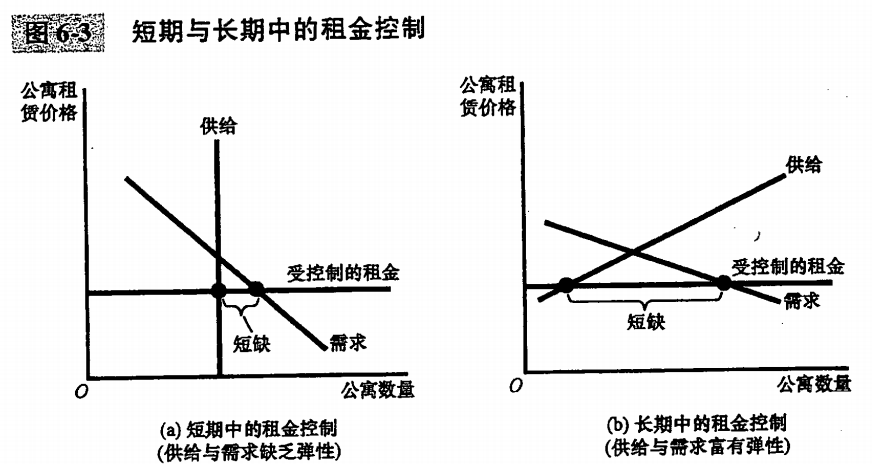 图 6-3 短期与长期中的租金控制
公寓租
赁价格
供给
受控制的租金
短缺
需求
O
公寓数量
(a) 短期中的租金控制
(供给与需求缺乏弹性)
公寓租
赁价格
供给
受控制的租金
短缺
需求
O
公寓数量
(b) 长期中的租金控制
(供给与需求富有弹性)